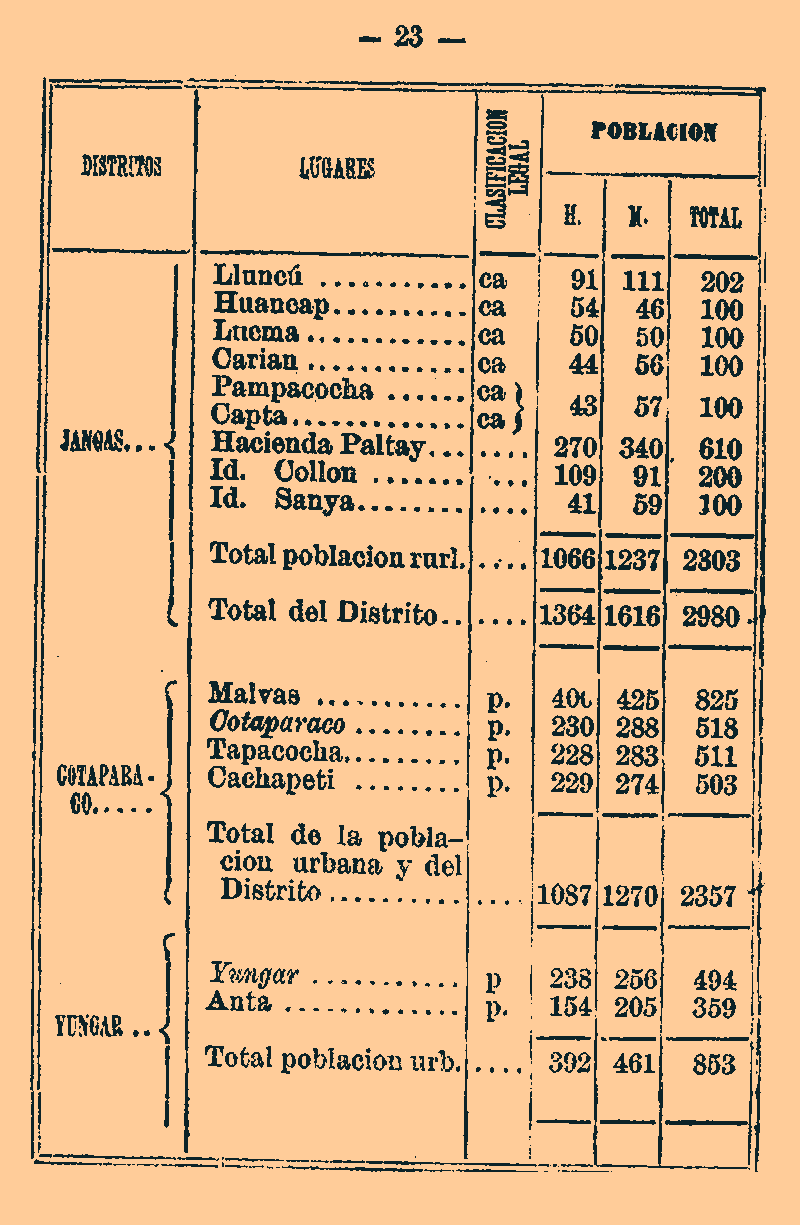 — 23 —
DISTRITOS LUGARES CLASIFICACION LEGAL POBLACION
H. M. TOTAL
Lluncú ........... ca 91 111 202
Huancap.......... ca 54 46 100
Lucma............ ca 50 50 100
Carian ............ ca 44 56 100
Pampacocha ...... ca
Capta............. ca } 43 57 100
JANGAS... Hacienda Paltay... .... 270 340 610
Id. Collon ....... .... 109 91 200
Id. Sanya........ .... 41 59 100
Total poblacion rurl. .... 1066 1237 2303
Total del Distrito.. .... 1364 1616 2980
Malvas ........... p. 400 425 825
Cotaparaco ........ p. 230 288 518
Tapacocha......... p. 228 283 511
COTAPARA- Cachapeti ........ p. 229 274 503
CO.....
Total de la pobla-
cion urbana y del
Distrito.......... .... 1087 1270 2357
Yungar ........... p 238 256 494
Anta ............. p. 154 205 359
YUNGAR ..
Total poblacion urb. .... 392 461 853